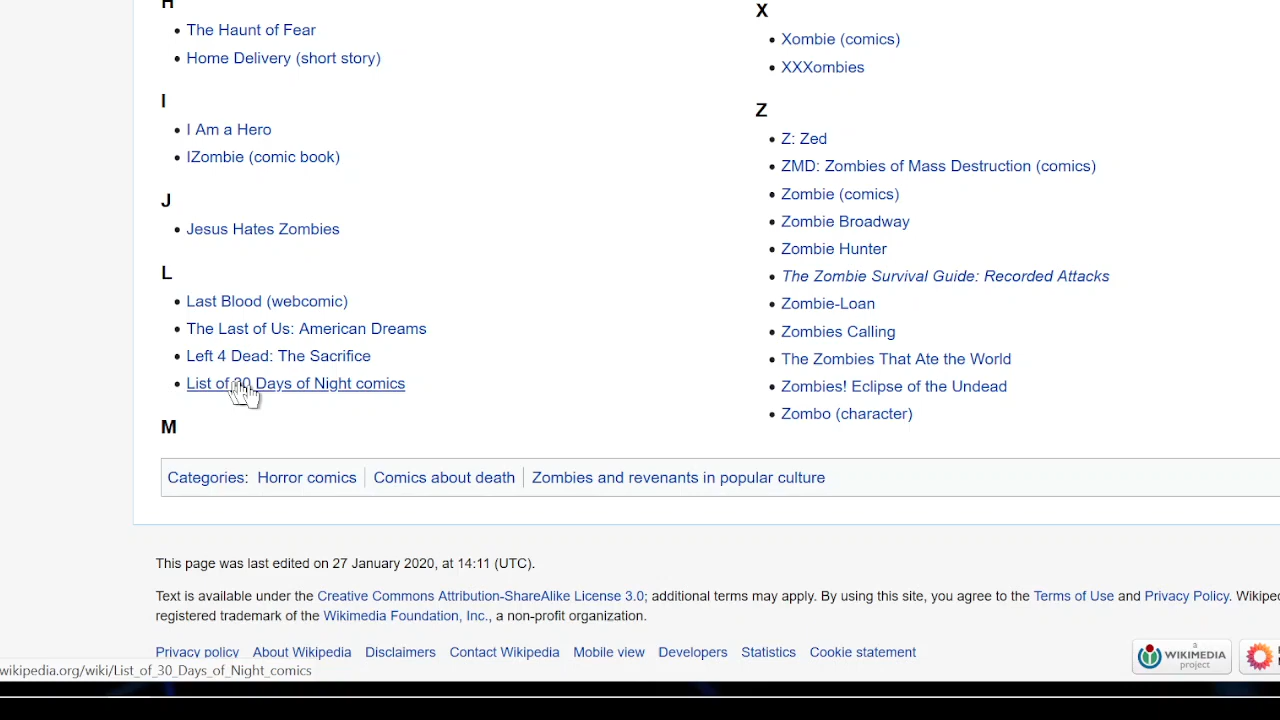 H
The Haunt of Fear
Home Delivery (short story)
I
I Am a Hero
IZombie (comic book)
J
Jesus Hates Zombies
L
Last Blood (webcomic)
The Last of Us: American Dreams
Left 4 Dead: The Sacrifice
List of 30 Days of Night comics
M
X
Xombie (comics)
XXXombies
Z
Z: Zed
ZMD: Zombies of Mass Destruction (comics)
Zombie (comics)
Zombie Broadway
Zombie Hunter
The Zombie Survival Guide: Recorded Attacks
Zombie-Loan
Zombies Calling
The Zombies That Ate the World
Zombies! Eclipse of the Undead
Zombo (character)
Categories: Horror comics Comics about death Zombies and revenants in popular culture
This page was last edited on 27 January 2020, at 14:11 (UTC).
Text is available under the Creative Commons Attribution-ShareAlike License 3.0; additional terms may apply. By using this site, you agree to the Terms of Use and Privacy Policy. Wikipe
registered trademark of the Wikimedia Foundation, Inc., a non-profit organization.
Privacy policy About Wikipedia Disclaimers Contact Wikipedia Mobile view Developers Statistics Cookie statement
a
WIKIMEDIA
project
wikipedia.org/wiki/List_of_30_Days_of_Night_comics